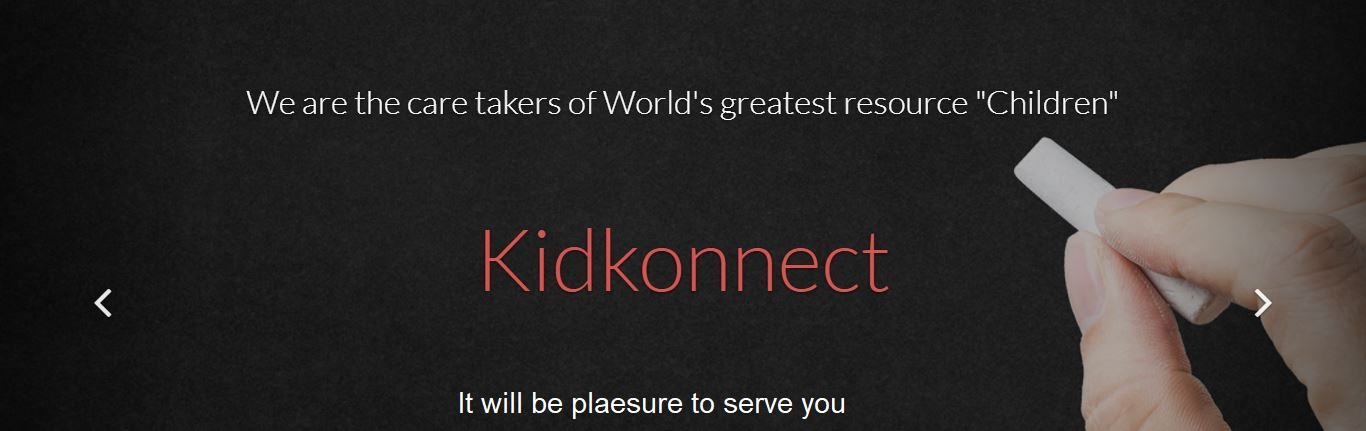 We are the care takers of World's greatest resource "Children"
Kidkonnect
It will be plaesure to serve you